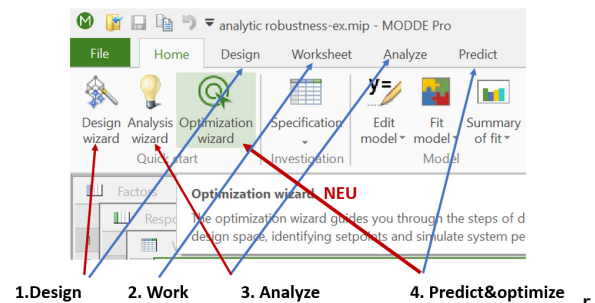 analytic robustness-ex.mip - MODDE Pro
File Home Design Worksheet Analyze Predict
y=
Design Analysis Optimization Specification Edit Fit Summary
wizard wizard wizard model model of fit
Quick start Investigation Model
Factors Optimization wizard NEU
Respo The optimization wizard guides you through the steps of d
design space, identifying setpoints and simulate system pe
1.Design 2. Work 3. Analyze 4. Predict&optimize r